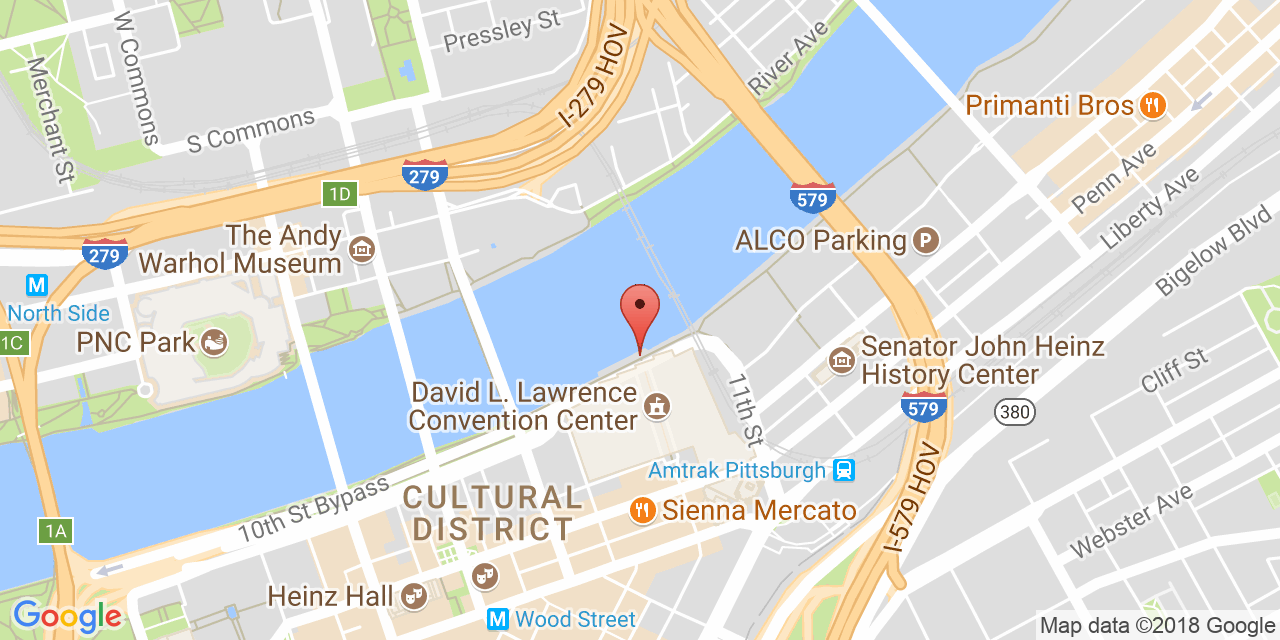 Pressley St
W Commons
Merchant St
S Commons
I-279 HOV
River Ave
Primanti Bros
279
1D
579
Penn Ave
Liberty Ave
Bigelow Blvd
The Andy
Warhol Museum
279
ALCO Parking
P
M
North Side
1C
PNC Park
Senator John Heinz
History Center
Cliff St
David L. Lawrence
Convention Center
11th St
579
380
Amtrak Pittsburgh
CULTURAL
DISTRICT
10th St Bypass
Sienna Mercato
I-579 HOV
Webster Ave
1A
Heinz Hall
M
Wood Street
Google
Map data ©2018 Google